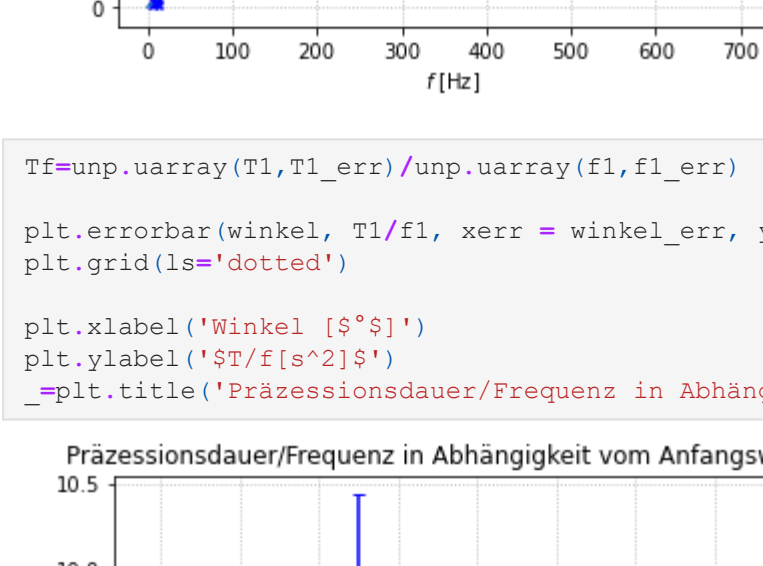 0
0 100 200 300 400 500 600 700
f[Hz]
Tf=unp.uarray(T1,T1_err)/unp.uarray(f1,f1_err)
plt.errorbar(winkel, T1/f1, xerr = winkel_err,
plt.grid(ls='dotted')
plt.xlabel('Winkel [$°$]')
plt.ylabel('$T/f[s^2]$')
_=plt.title('Präzessionsdauer/Frequenz in
Präzessionsdauer/Frequenz in Abhängigkeit vom
10.5